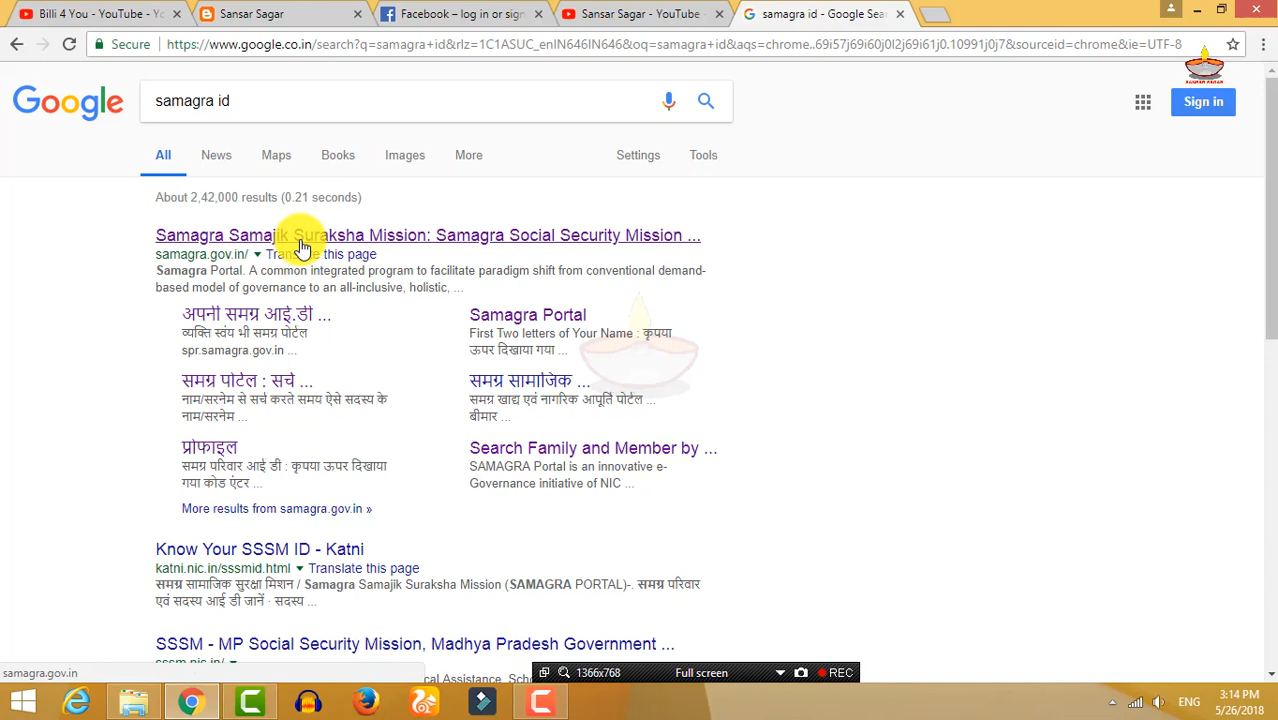 Billi 4 You - YouTube - Yo
Sansar Sagar
Facebook – log in or sign
Sansar Sagar - YouTube -
samagra id - Google Sea
Secure
https://www.google.co.in/search?q=samagra+id&rlz=1C1ASUC_enIN646IN646&oq=samagra+id&aqs=chrom...69i57j69i60j0l2j69i61j0.10991j0j7&sourceid=chrome&ie=UTF-8
Google
samagra id
Sign in
All News Maps Books Images More Settings Tools
About 2,42,000 results (0.21 seconds)
Samagra Samajik Suraksha Mission: Samagra Social Security Mission ...
samagra.gov.in/ Translate this page
Samagra Portal. A common integrated program to facilitate paradigm shift from conventional demand-
based model of governance to an all-inclusive, holistic, ...
अपनी समग्र आई.डी ...
व्यक्ति स्वंय भी समग्र पोर्टल
spr.samagra.gov.in ...
Samagra Portal
First Two letters of Your Name : कृपया
ऊपर दिखाया गया ...
समग्र पोर्टल : सर्च ...
नाम/सरनेम से सर्च करते समय ऐसे सदस्य के
नाम/सरनेम ...
समग्र सामाजिक ...
समग्र खाद्य एवं नागरिक आपूर्ति पोर्टल ...
बीमार ...
प्रोफाइल
समग्र परिवार आई डी : कृपया ऊपर दिखाया
गया कोड एंटर ...
Search Family and Member by ...
SAMAGRA Portal is an innovative e-
Governance initiative of NIC ...
More results from samagra.gov.in »
Know Your SSSM ID - Katni
katni.nic.in/sssmid.html Translate this page
समग्र सामाजिक सुरक्षा मिशन / Samagra Samajik Suraksha Mission (SAMAGRA PORTAL)-. समग्र परिवार
एवं सदस्य आई डी जानें · सदस्य ...
SSSM - MP Social Security Mission, Madhya Pradesh Government ...
sssm.nic.in/
samagra.gov.in
1366x768 Full screen REC
ENG
3:14 PM
5/26/2018